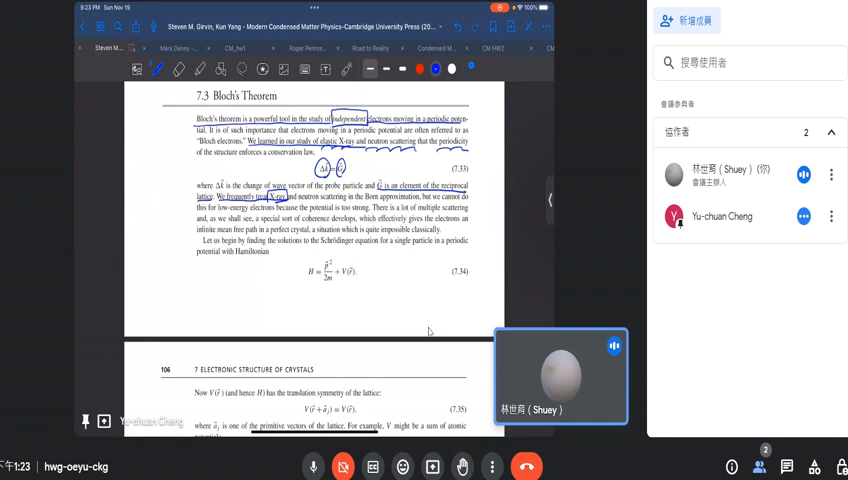 9:23 PM Sun Nov 19
100%
Steven M. Girvin, Kun Yang - Modern Condensed Matter Physics-Cambridge University Press (20...
Steven M...
Mark Denny -...
CM_hw1
Roger Penros...
Road to Reality
Condensed M...
CM HW2
CM
7.3 Bloch's Theorem
Bloch's theorem is a powerful tool in the study of independent electrons moving in a periodic poten-
tial. It is of such importance that electrons moving in a periodic potential are often referred to as
"Bloch electrons." We learned in our study of elastic X-ray and neutron scattering that the periodicity
of the structure enforces a conservation law,
Δk⃗ = G⃗, (7.33)
where Δk⃗ is the change of wave vector of the probe particle and G⃗ is an element of the reciprocal
lattice. We frequently treat X-ray and neutron scattering in the Born approximation, but we cannot do
this for low-energy electrons because the potential is too strong. There is a lot of multiple scattering
and, as we shall see, a special sort of coherence develops, which effectively gives the electrons an
infinite mean free path in a perfect crystal, a situation which is quite impossible classically.
Let us begin by finding the solutions to the Schrödinger equation for a single particle in a periodic
potential with Hamiltonian
H = p⃗²/2m + V(r⃗). (7.34)
106 7 ELECTRONIC STRUCTURE OF CRYSTALS
Now V(r⃗) (and hence H) has the translation symmetry of the lattice:
V(r⃗ + a⃗j) = V(r⃗), (7.35)
where a⃗j is one of the primitive vectors of the lattice. For example, V might be a sum of atomic
Yu-chuan Cheng
林世育 ( Shuey )
新增成員
搜尋使用者
會議參與者
協作者
2
林世育 (Shuey ) (你)
會議主辦人
Yu-chuan Cheng
下午1:23
hwg-oeyu-ckg
2